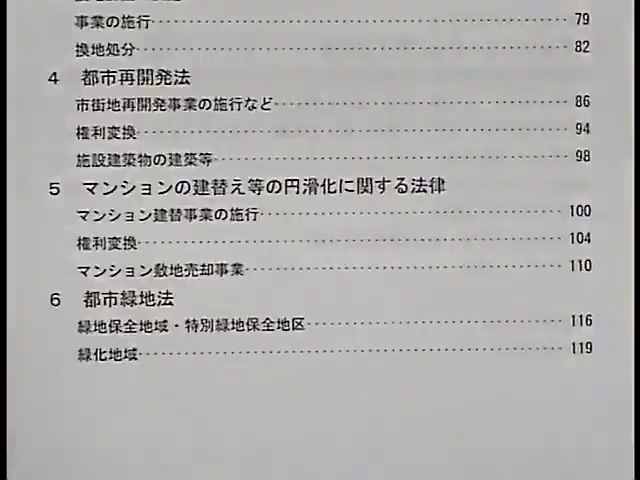 事業の施行 79
換地処分 82
4 都市再開発法
市街地再開発事業の施行など 86
権利変換 94
施設建築物の建築等 98
5 マンションの建替え等の円滑化に関する法律
マンション建替事業の施行 100
権利変換 104
マンション敷地売却事業 110
6 都市緑地法
緑地保全地域・特別緑地保全地区 116
緑化地域 119